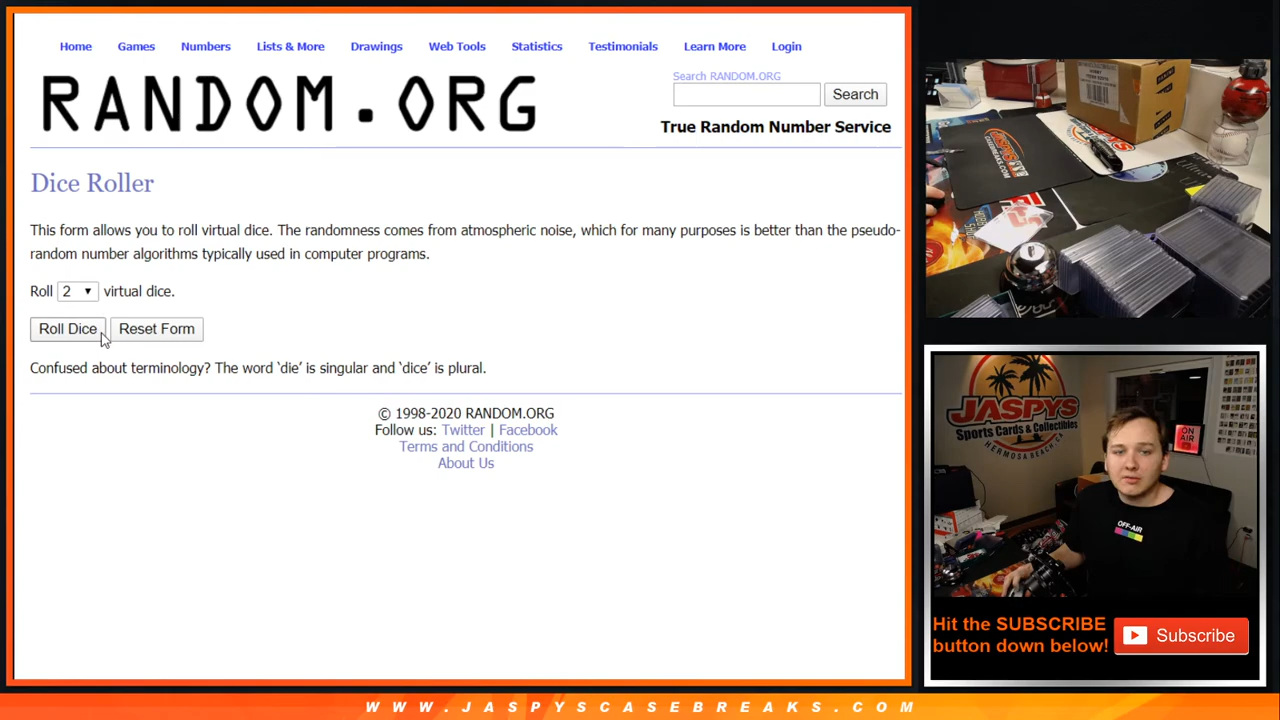 Home Games Numbers Lists & More Drawings Web Tools Statistics Testimonials Learn More Login
RANDOM.ORG
Search RANDOM.ORG
Search
True Random Number Service
Dice Roller
This form allows you to roll virtual dice. The randomness comes from atmospheric noise, which for many purposes is better than the pseudo-
random number algorithms typically used in computer programs.
Roll 2 virtual dice.
Roll Dice Reset Form
Confused about terminology? The word ‘die’ is singular and ‘dice’ is plural.
© 1998-2020 RANDOM.ORG
Follow us: Twitter | Facebook
Terms and Conditions
About Us
JASPYS
CASEBREAKS.COM
JASPYS
Sports Cards & Collectibles
HERMOSA BEACH, CA
ON
AIR
OFF-AIR
Hit the SUBSCRIBE
button down below!
Subscribe
WWW.JASPYSCASEBREAKS.COM